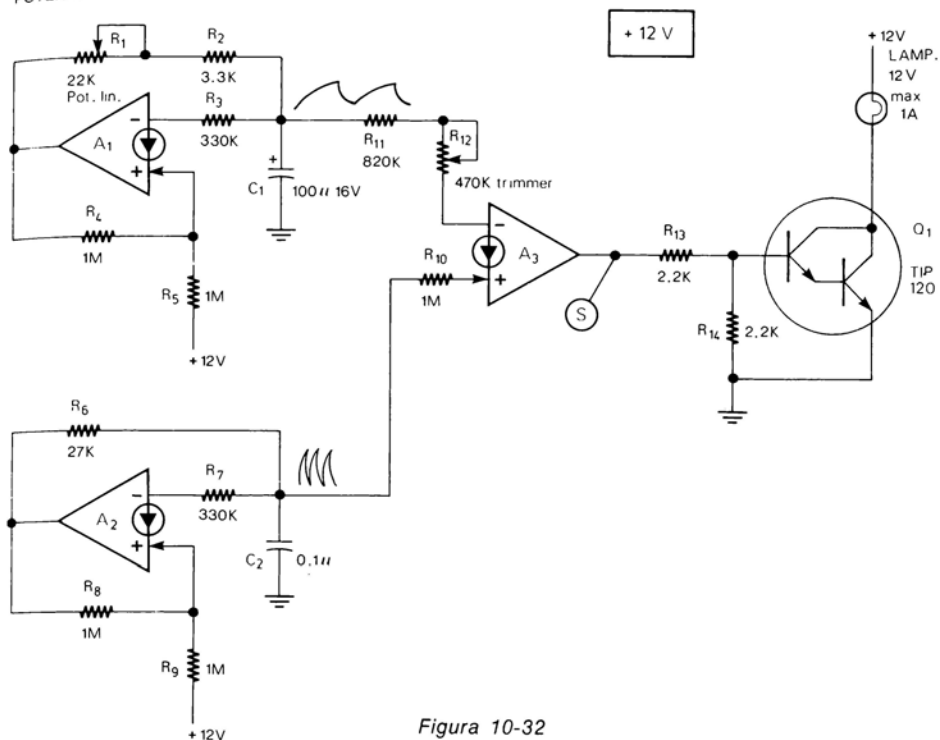 R1
22K
Pot. lin.
R2
3.3K
R3
330K
A1
−
+
R4
1M
R5
1M
+12V
+
C1
100μ 16V
R11
820K
R12
470K trimmer
+ 12 V
+12V
LAMP.
12V
max
1A
−
+
A3
R10
1M
S
R13
2.2K
R14
2,2K
Q1
TIP
120
R6
27K
R7
330K
A2
−
+
C2
0,1μ
R8
1M
R9
1M
+12V
Figura 10-32